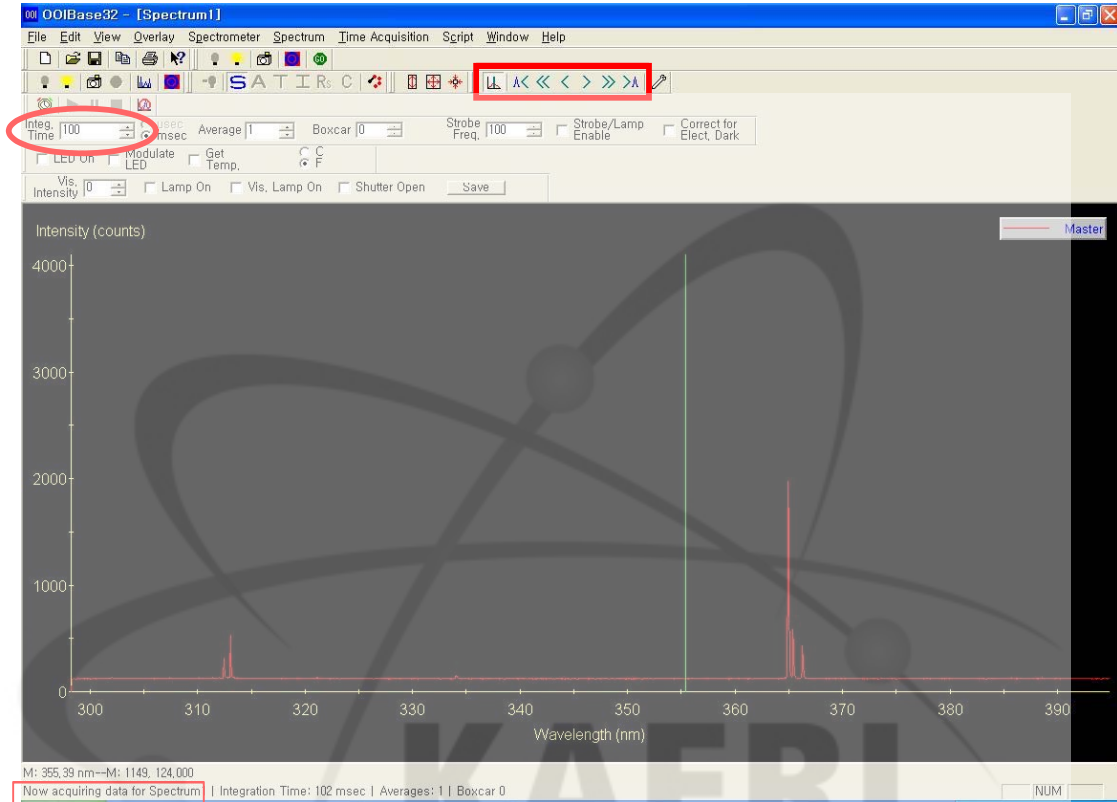 OOI OOIBase32 - [Spectrum1]
File Edit View Overlay Spectrometer Spectrum Time Acquisition Script Window Help
GO
S A T I Rs C A< >A
Integ. Time 100 usec msec Average 1 Boxcar 0 Strobe Freq. 100 Strobe/Lamp Enable Correct for Elect, Dark
LED On Modulate LED Get Temp, C F
Vis, Intensity 0 Lamp On Vis, Lamp On Shutter Open Save
Intensity (counts)
Master
4000
3000
2000
1000
0
300 310 320 330 340 350 360 370 380 390
Wavelength (nm)
KAERI
M: 355,39 nm--M: 1149, 124,000
Now acquiring data for Spectrum | Integration Time: 102 msec | Averages: 1 | Boxcar 0 NUM